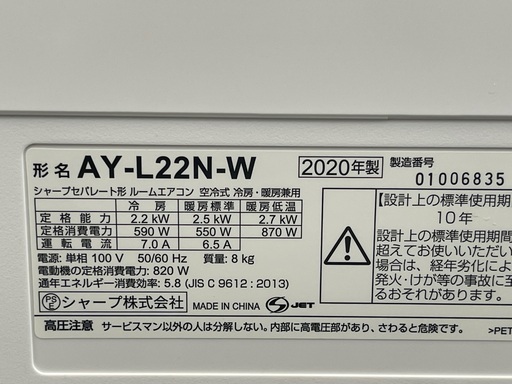 形名 AY-L22N-W 2020年製 製造番号 01006835
シャープセパレート形 ルームエアコン 空冷式 冷房・暖房兼用
冷房 暖房標準 暖房低温
定格能力 2.2 kW 2.5 kW 2.7 kW
定格消費電力 590 W 550 W 870 W
運転電流 7.0 A 6.5 A
電源: 単相 100 V 50/60 Hz 質量: 8 kg
電動機の定格消費電力: 820 W
通年エネルギー消費効率: 5.8 (JIS C 9612 : 2013)
PSE シャープ株式会社 MADE IN CHINA JET
【設計上の標準使用期
10年
設計上の標準使用期間
超えてお使いいただい
場合は、経年劣化によ
発火・けが等の事故に至
るおそれがあります。
高圧注意 サービスマン以外の人は分解しない。内部に高電圧部があり、さわると危険です。 >PET